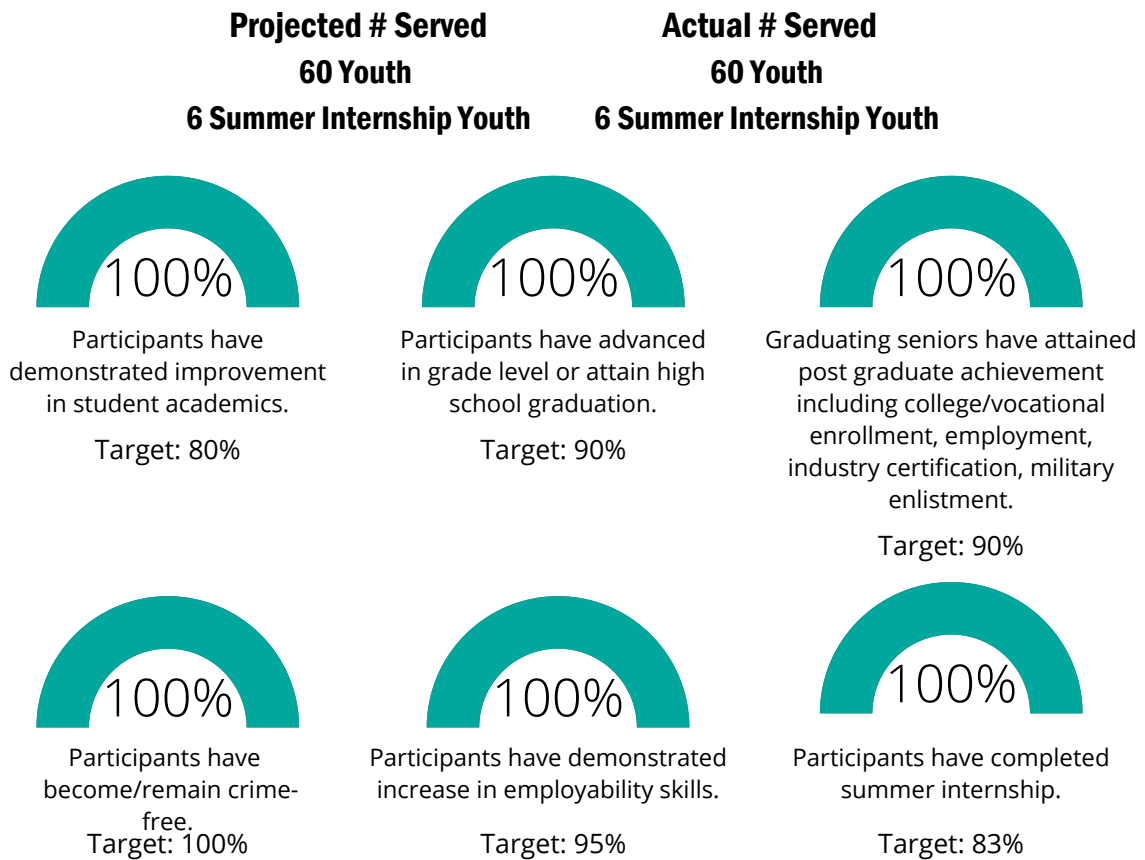 Projected # Served
60 Youth
6 Summer Internship Youth
Actual # Served
60 Youth
6 Summer Internship Youth
100%
Participants have
demonstrated improvement
in student academics.
Target: 80%
100%
Participants have advanced
in grade level or attain high
school graduation.
Target: 90%
100%
Graduating seniors have attained
post graduate achievement
including college/vocational
enrollment, employment,
industry certification, military
enlistment.
Target: 90%
100%
Participants have
become/remain crime-
free.
Target: 100%
100%
Participants have demonstrated
increase in employability skills.
Target: 95%
100%
Participants have completed
summer internship.
Target: 83%